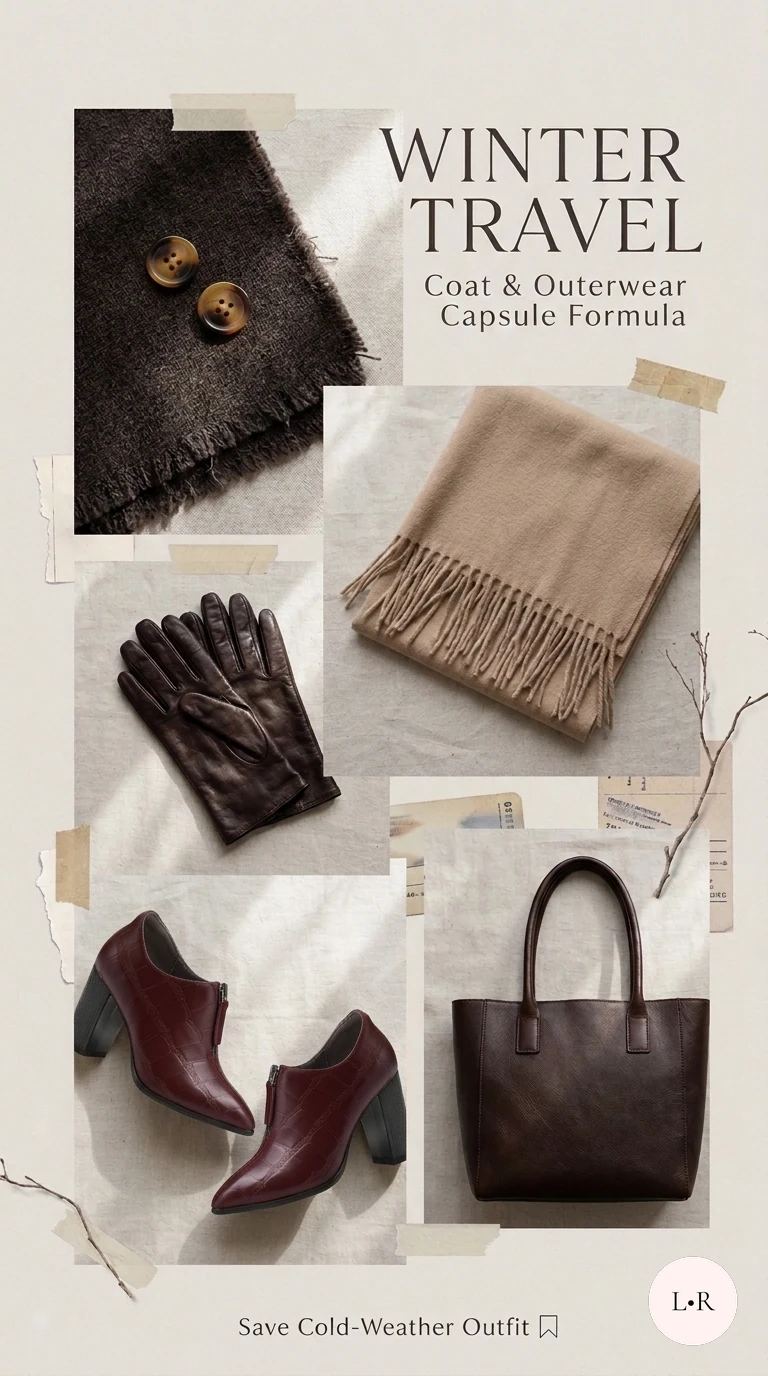 WINTER
TRAVEL
Coat & Outerwear
Capsule Formula
Save Cold-Weather Outfit
L•R